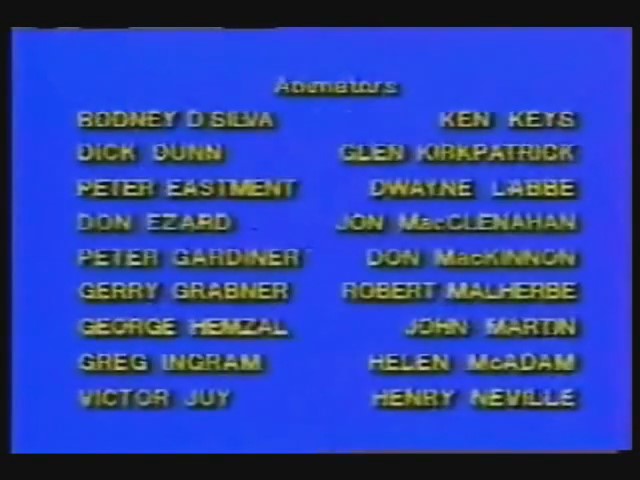 Animators
RODNEY D'SILVA KEN KEYS
DICK DUNN GLEN KIRKPATRICK
PETER EASTMENT DWAYNE LABBE
DON EZARD JON MacCLENAHAN
PETER GARDINER DON MacKINNON
GERRY GRABNER ROBERT MALHERBE
GEORGE HEMZAL JOHN MARTIN
GREG INGRAM HELEN McADAM
VICTOR JUY HENRY NEVILLE